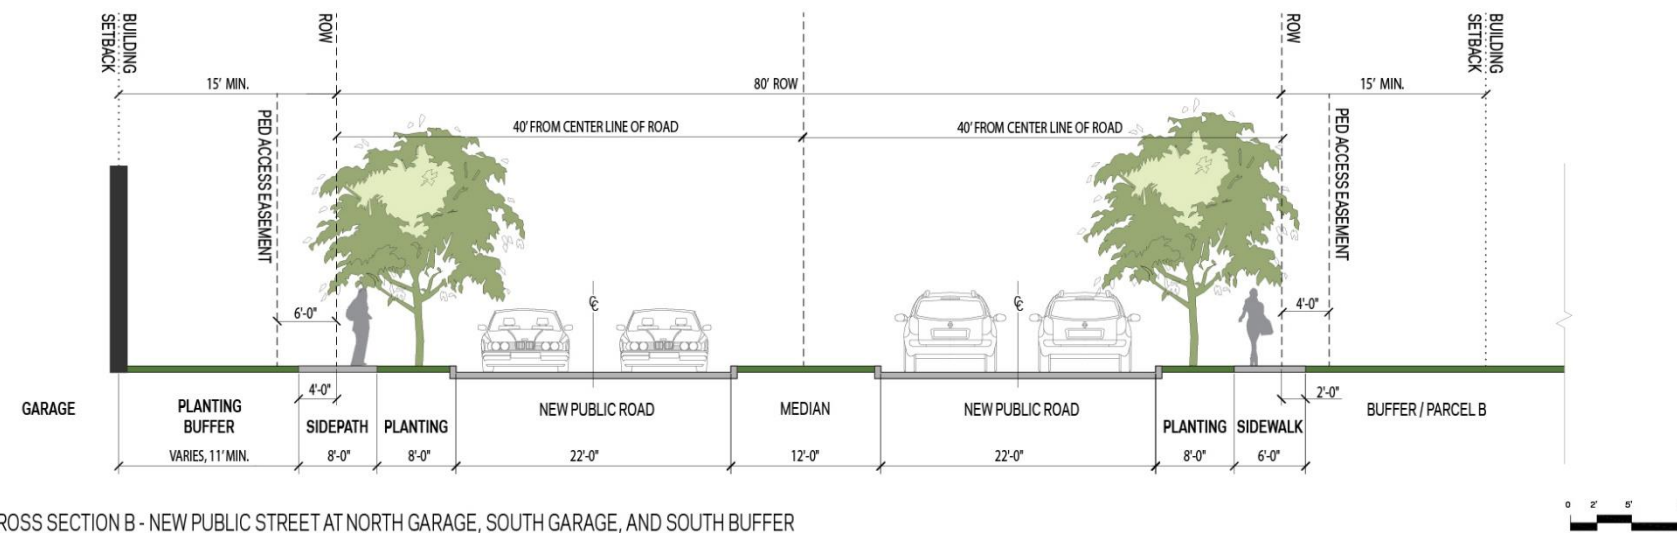 BUILDING
SETBACK
ROW
ROW
BUILDING
SETBACK
15' MIN.
80' ROW
15' MIN.
PED ACCESS EASEMENT
40' FROM CENTER LINE OF ROAD
40' FROM CENTER LINE OF ROAD
PED ACCESS EASEMENT
6'-0"
℄
℄
4'-0"
4'-0"
2'-0"
GARAGE
PLANTING
BUFFER
SIDEPATH
PLANTING
NEW PUBLIC ROAD
MEDIAN
NEW PUBLIC ROAD
PLANTING
SIDEWALK
BUFFER / PARCEL B
VARIES, 11' MIN.
8'-0"
8'-0"
22'-0"
12'-0"
22'-0"
8'-0"
6'-0"
0 2' 5'
ROSS SECTION B - NEW PUBLIC STREET AT NORTH GARAGE, SOUTH GARAGE, AND SOUTH BUFFER